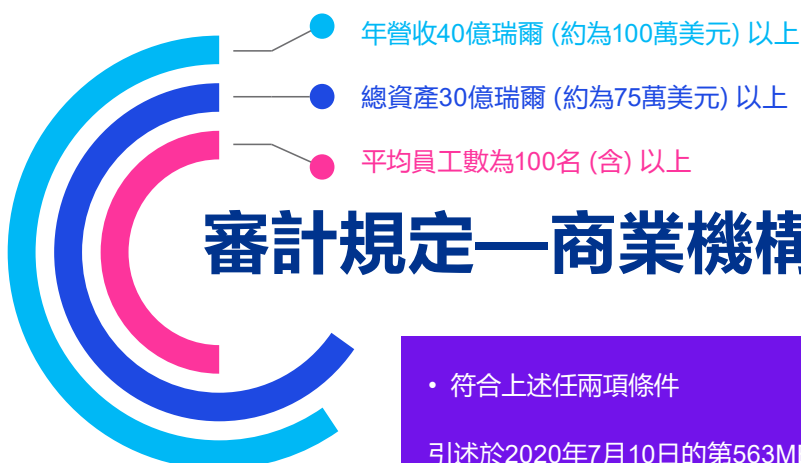 年營收40億瑞爾 (約為100萬美元) 以上
總資產30億瑞爾 (約為75萬美元) 以上
平均員工數為100名 (含) 以上
審計規定—商業機構
• 符合上述任兩項條件
引述於2020年7月10日的第563M